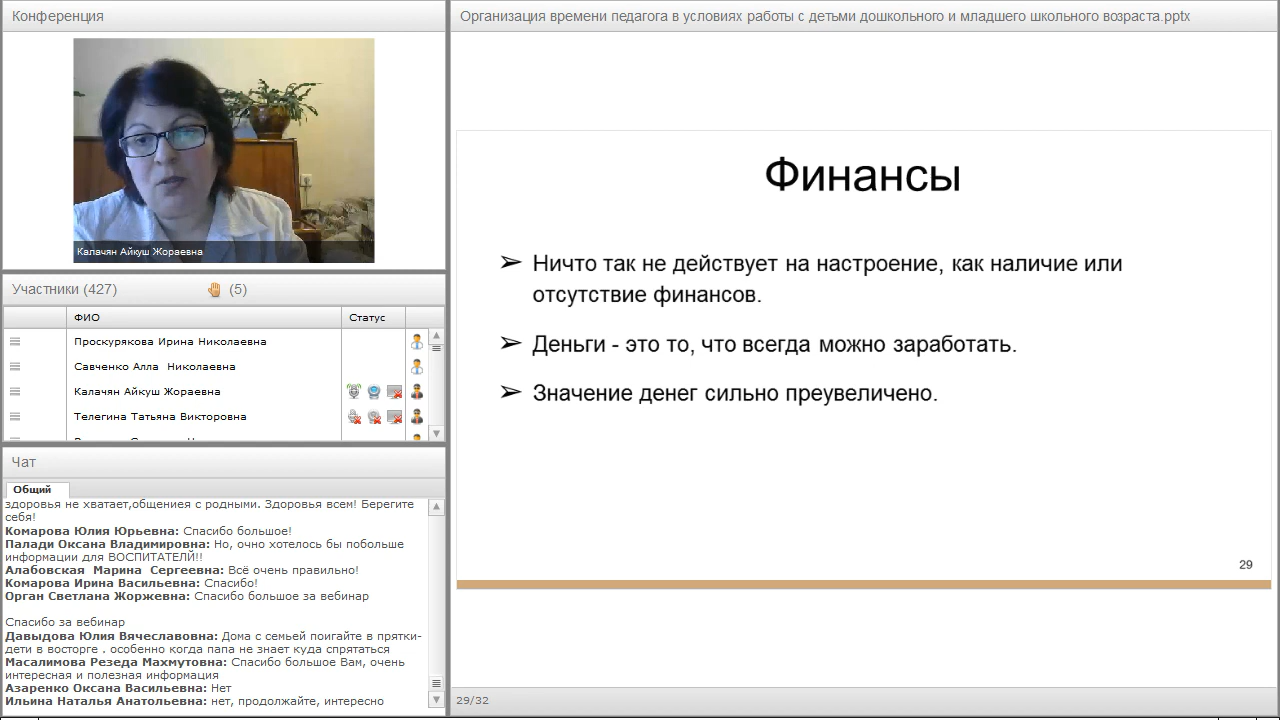 Конференция
Калачян Айкуш Жораевна
Участники (427)
(5)
ФИО
Статус
Проскурякова Ирина Николаевна
Савченко Алла  Николаевна
Калачян Айкуш Жораевна
Телегина Татьяна Викторовна
Чат
Общий
здоровья не хватает,общениея с родными. Здоровья всем! Берегите
себя!
Комарова Юлия Юрьевна: Спасибо большое!
Палади Оксана Владимировна: Но, очно хотелось бы побольше
информации для ВОСПИТАТЕЛЙ!!
Алабовская  Марина  Сергеевна: Всё очень правильно!
Комарова Ирина Васильевна: Спасибо!
Орган Светлана Жоржевна: Спасибо большое за вебинар
Спасибо за вебинар
Давыдова Юлия Вячеславовна: Дома с семьей поигайте в прятки-
дети в восторге . особенно когда папа не знает куда спрятаться
Масалимова Резеда Махмутовна: Спасибо большое Вам, очень
интересная и полезная информация
Азаренко Оксана Васильевна: Нет
Ильина Наталья Анатольевна: нет, продолжайте, интересно
Организация времени педагога в условиях работы с детьми дошкольного и младшего школьного возраста.pptx
Финансы
➢ Ничто так не действует на настроение, как наличие или
отсутствие финансов.
➢ Деньги - это то, что всегда можно заработать.
➢ Значение денег сильно преувеличено.
29
29/32